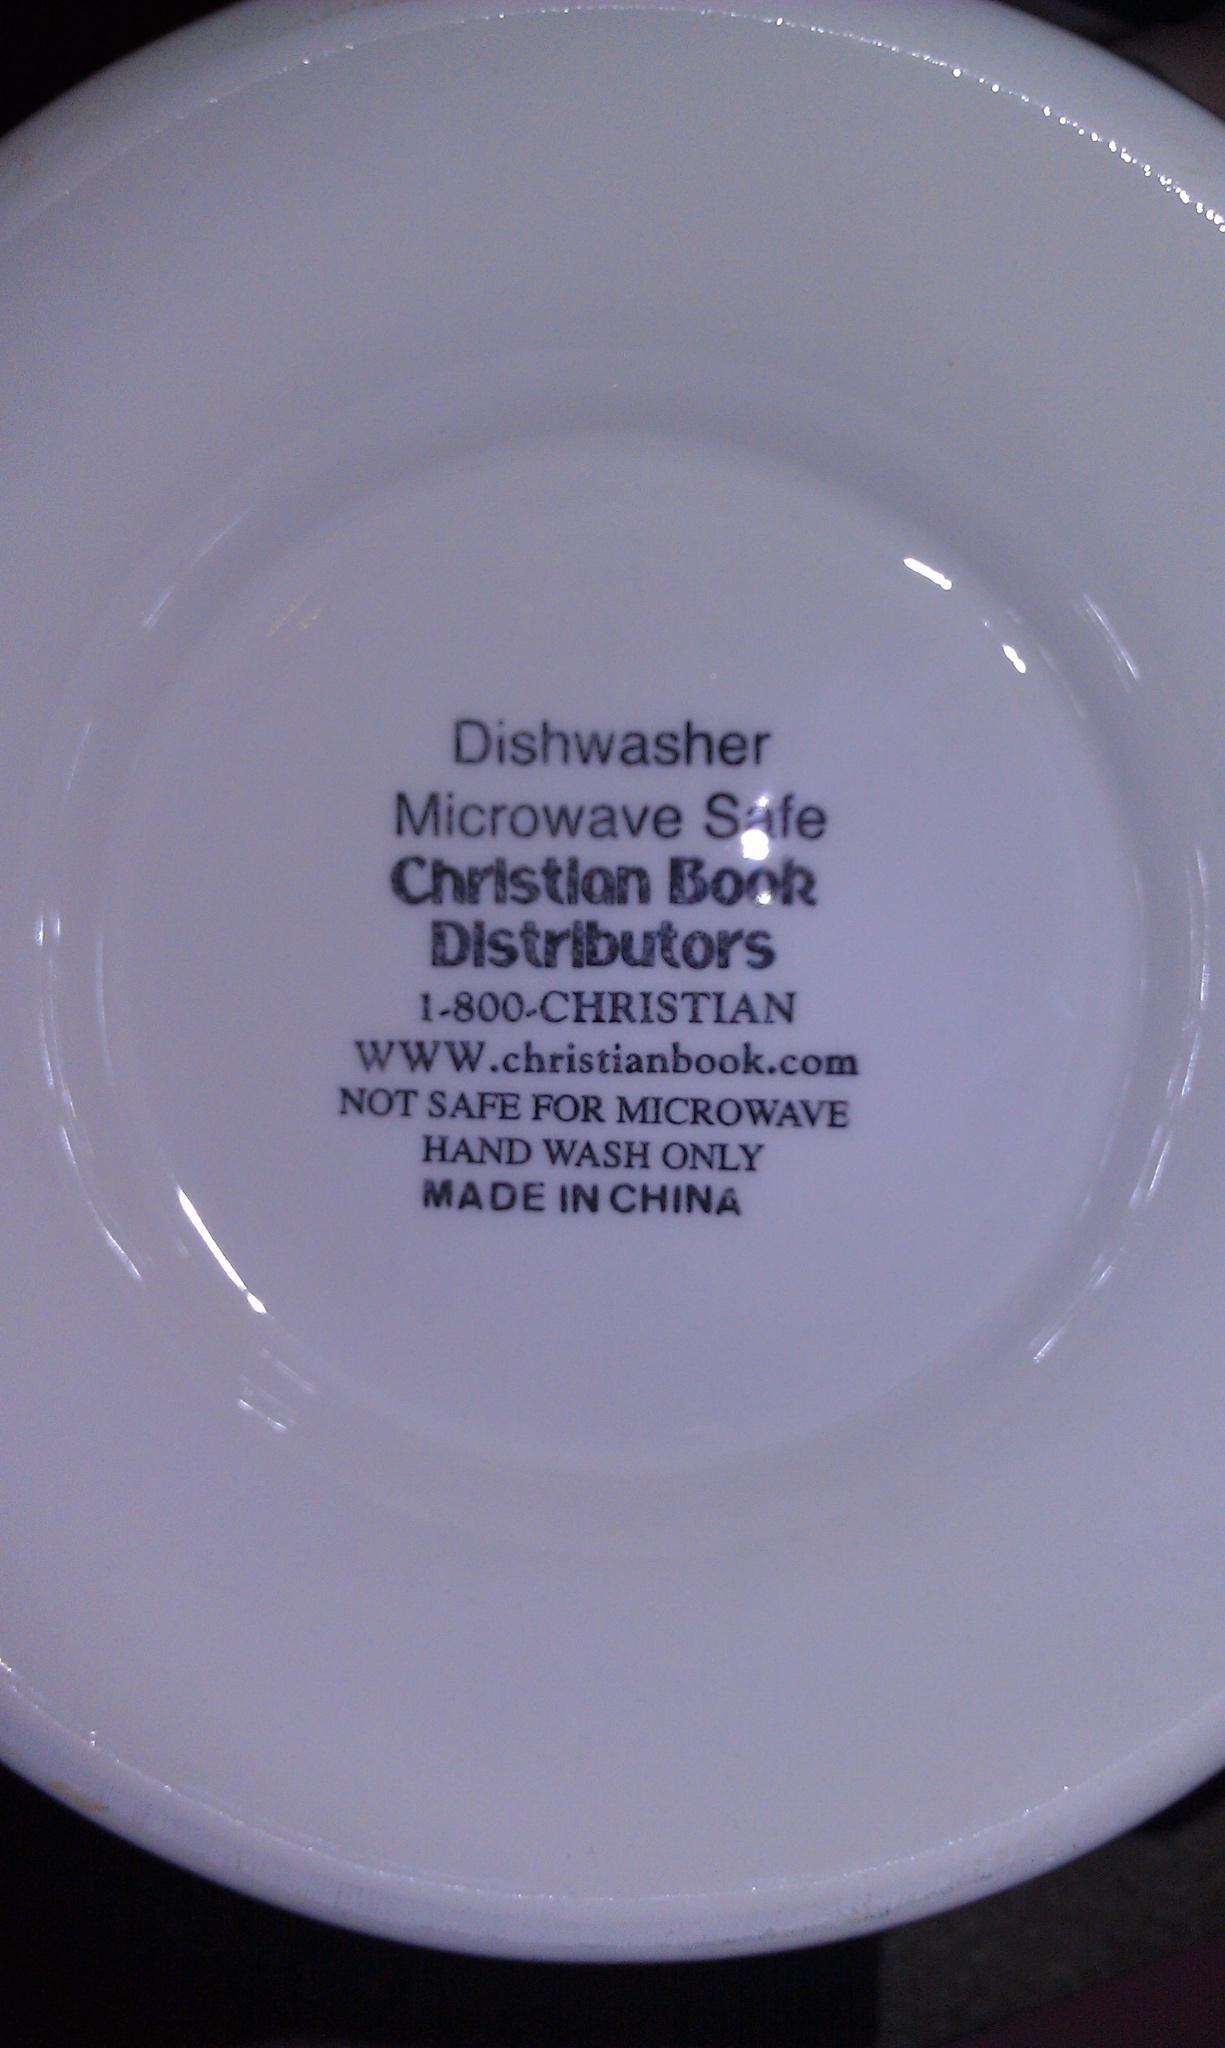 Dishwasher
Microwave Safe
Christian Book
Distributors
1-800-CHRISTIAN
WWW.christianbook.com
NOT SAFE FOR MICROWAVE
HAND WASH ONLY
MADE IN CHINA